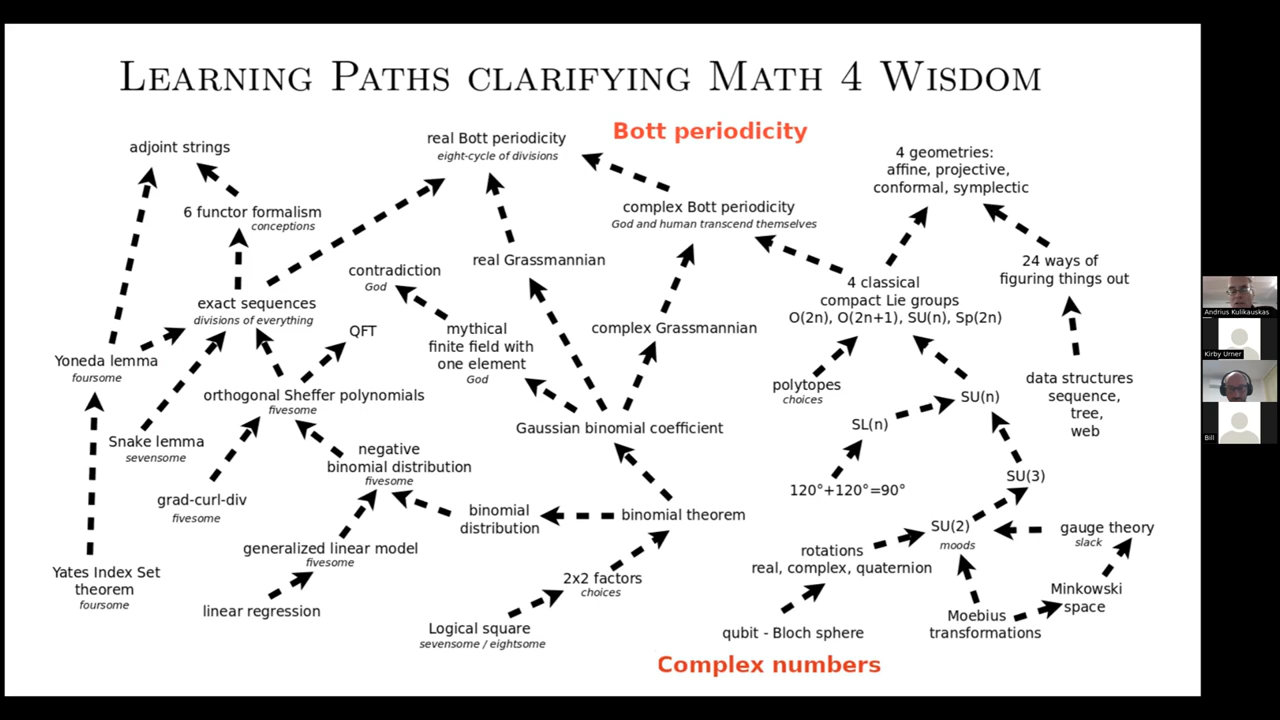 LEARNING PATHS CLARIFYING MATH 4 WISDOM
Bott periodicity
real Bott periodicity
eight-cycle of divisions
adjoint strings
4 geometries:
affine, projective,
conformal, symplectic
6 functor formalism
conceptions
complex Bott periodicity
God and human transcend themselves
real Grassmannian
contradiction
God
24 ways of
figuring things out
4 classical
compact Lie groups
O(2n), O(2n+1), SU(n), Sp(2n)
exact sequences
divisions of everything
QFT
mythical
finite field with
one element
God
complex Grassmannian
Yoneda lemma
foursome
orthogonal Sheffer polynomials
fivesome
polytopes
choices
SU(n)
data structures
sequence,
tree,
web
Snake lemma
sevensome
Gaussian binomial coefficient
SL(n)
negative
binomial distribution
fivesome
SU(3)
120°+120°=90°
grad-curl-div
fivesome
binomial
distribution
binomial theorem
SU(2)
moods
gauge theory
slack
generalized linear model
fivesome
rotations
real, complex, quaternion
Yates Index Set
theorem
foursome
2x2 factors
choices
Minkowski
space
linear regression
Logical square
sevensome / eightsome
qubit - Bloch sphere
Moebius
transformations
Complex numbers
Andrius Kulikauskas
Kirby Urner
Bill